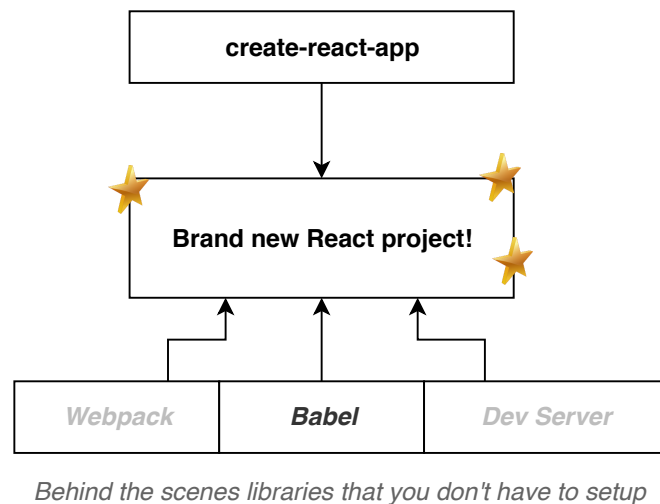 create-react-app
Brand new React project!
Webpack
Babel
Dev Server
Behind the scenes libraries that you don't have to setup